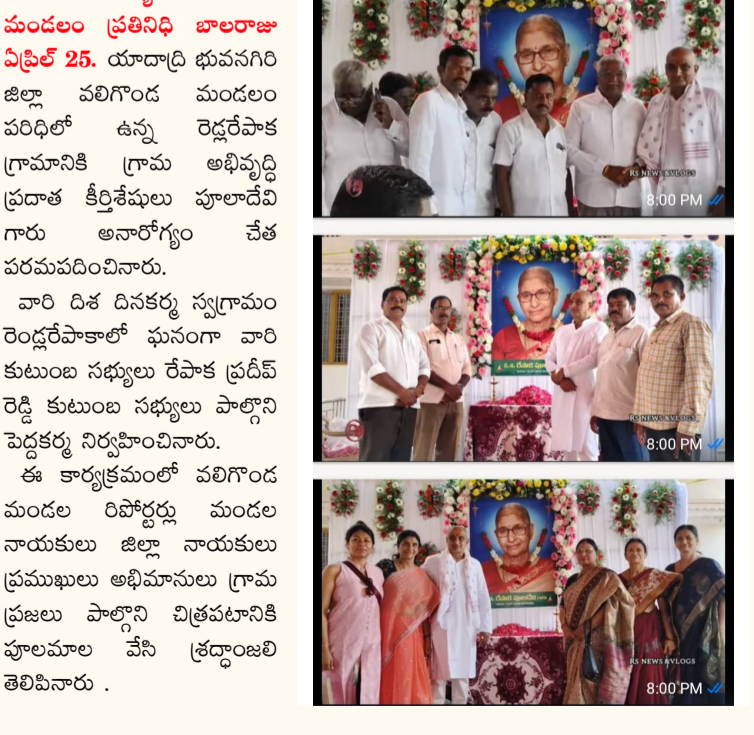 మండలం ప్రతినిధి బాలరాజు
ఏప్రిల్ 25. యాదాద్రి భువనగిరి
జిల్లా వలిగొండ మండలం
పరిధిలో ఉన్న రెడ్లరేపాక
గ్రామానికి గ్రామ అభివృద్ధి
ప్రదాత కీర్తిశేషులు పూలాదేవి
గారు అనారోగ్యం చేత
పరమపదించినారు.
వారి దిశ దినకర్మ స్వగ్రామం
రెండ్లరేపాకాలో ఘనంగా వారి
కుటుంబ సభ్యులు రేపాక ప్రదీప్
రెడ్డి కుటుంబ సభ్యులు పాల్గొని
పెద్దకర్మ నిర్వహించినారు.
ఈ కార్యక్రమంలో వలిగొండ
మండల రిపోర్టర్లు మండల
నాయకులు జిల్లా నాయకులు
ప్రముఖులు అభిమానులు గ్రామ
ప్రజలు పాల్గొని చిత్రపటానికి
పూలమాల వేసి శ్రద్ధాంజలి
తెలిపినారు .
RS NEWS &VLOGS
8:00 PM
RS NEWS &VLOGS
8:00 PM
RS NEWS &VLOGS
8:00 PM